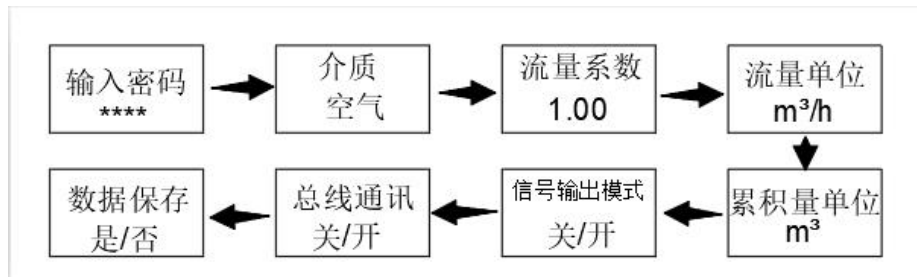 输入密码
****
介质
空气
流量系数
1.00
流量单位
m³/h
累积量单位
m³
信号输出模式
关/开
总线通讯
关/开
数据保存
是/否